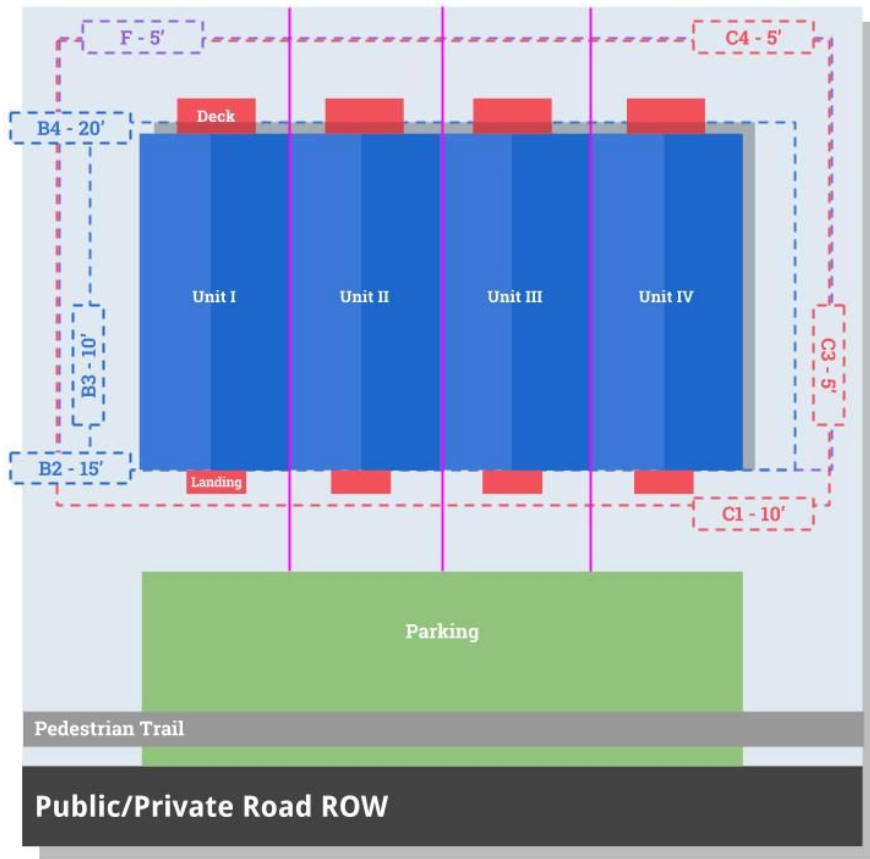 F - 5′
C4 - 5′
Deck
B4 - 20′
Unit I
Unit II
Unit III
Unit IV
B3 - 10′
C3 - 5′
B2 - 15′
Landing
C1 - 10′
Parking
Pedestrian Trail
Public/Private Road ROW